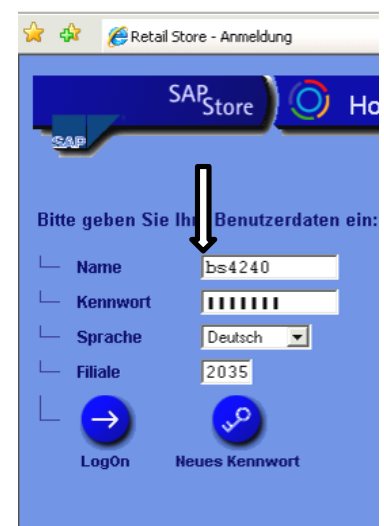 Retail Store - Anmeldung
SAP Store
Ho
SAP
Bitte geben Sie Ihre Benutzerdaten ein:
Name bs4240
Kennwort
Sprache Deutsch
Filiale 2035
LogOn Neues Kennwort